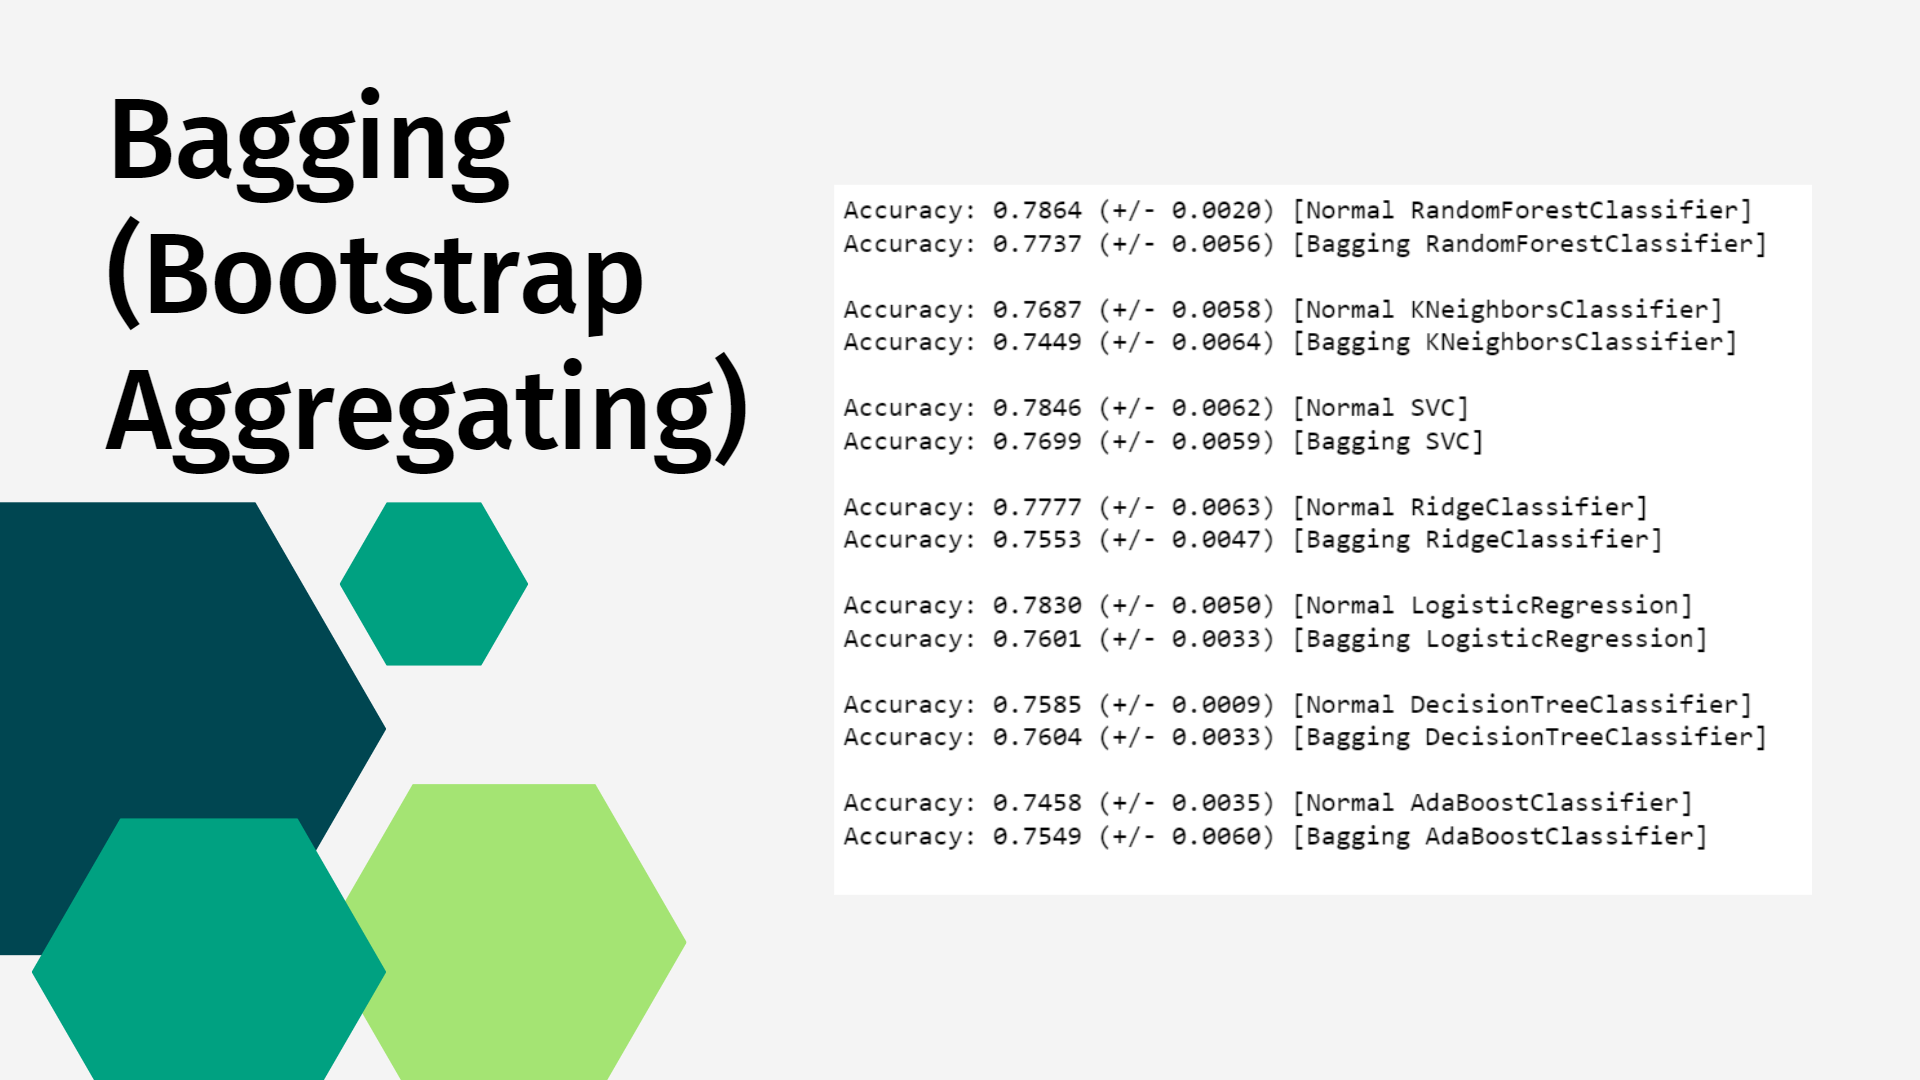 Bagging
(Bootstrap
Aggregating)
Accuracy: 0.7864 (+/- 0.0020) [Normal RandomForestClassifier]
Accuracy: 0.7737 (+/- 0.0056) [Bagging RandomForestClassifier]
Accuracy: 0.7687 (+/- 0.0058) [Normal KNeighborsClassifier]
Accuracy: 0.7449 (+/- 0.0064) [Bagging KNeighborsClassifier]
Accuracy: 0.7846 (+/- 0.0062) [Normal SVC]
Accuracy: 0.7699 (+/- 0.0059) [Bagging SVC]
Accuracy: 0.7777 (+/- 0.0063) [Normal RidgeClassifier]
Accuracy: 0.7553 (+/- 0.0047) [Bagging RidgeClassifier]
Accuracy: 0.7830 (+/- 0.0050) [Normal LogisticRegression]
Accuracy: 0.7601 (+/- 0.0033) [Bagging LogisticRegression]
Accuracy: 0.7585 (+/- 0.0009) [Normal DecisionTreeClassifier]
Accuracy: 0.7604 (+/- 0.0033) [Bagging DecisionTreeClassifier]
Accuracy: 0.7458 (+/- 0.0035) [Normal AdaBoostClassifier]
Accuracy: 0.7549 (+/- 0.0060) [Bagging AdaBoostClassifier]